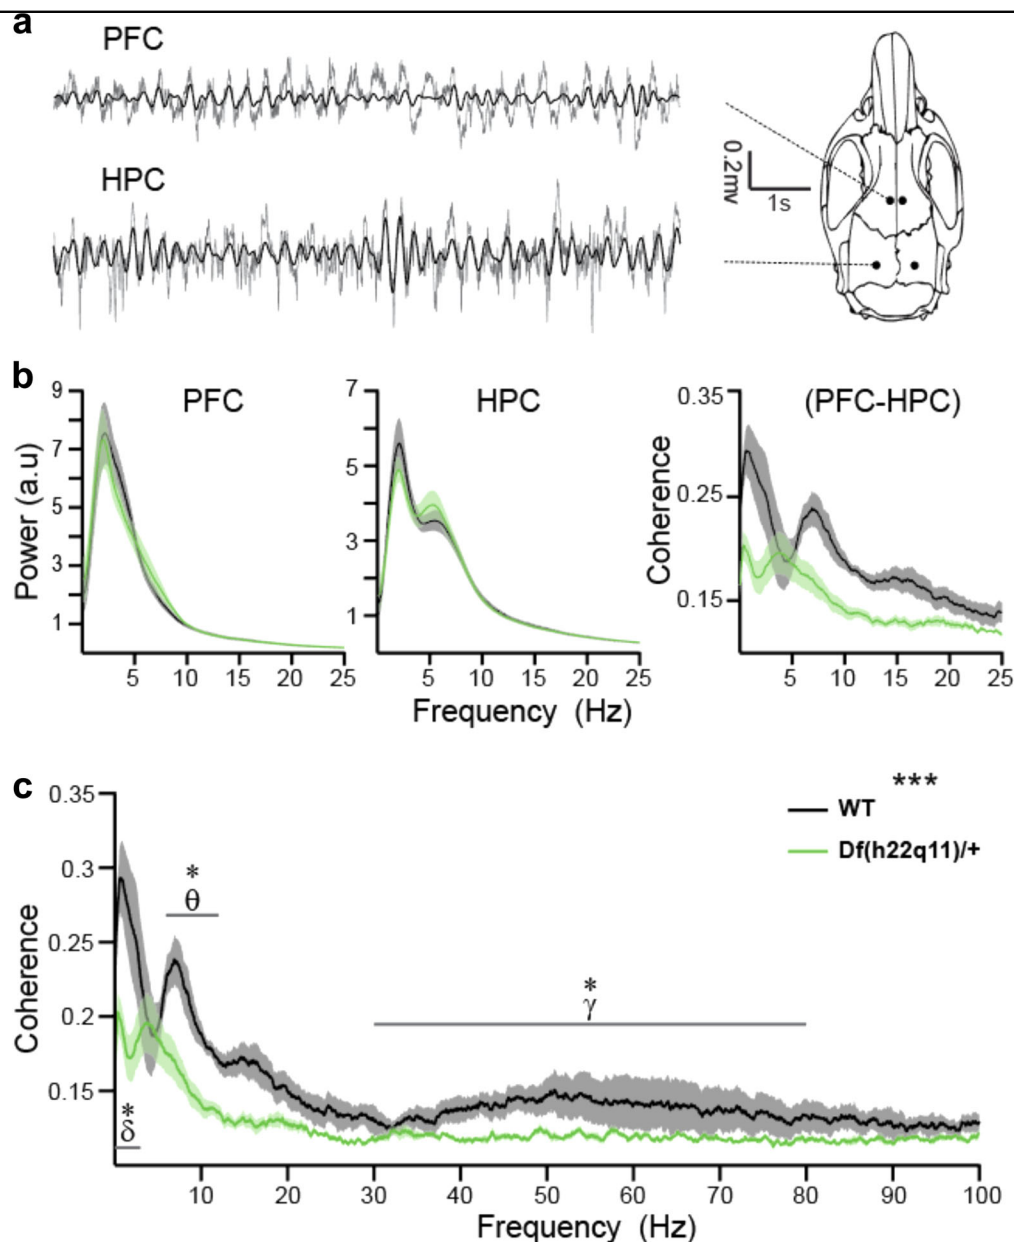 a
PFC
HPC
0.2mv
1s
b
PFC
HPC
(PFC-HPC)
Power (a.u)
9
7
5
3
1
5 10 15 20 25
7
5
3
1
5 10 15 20 25
Coherence
0.35
0.25
0.15
5 10 15 20 25
Frequency (Hz)
c
***
WT
Df(h22q11)/+
Coherence
0.35
0.3
0.25
0.2
0.15
*
θ
*
γ
*
δ
10 20 30 40 50 60 70 80 90 100
Frequency (Hz)